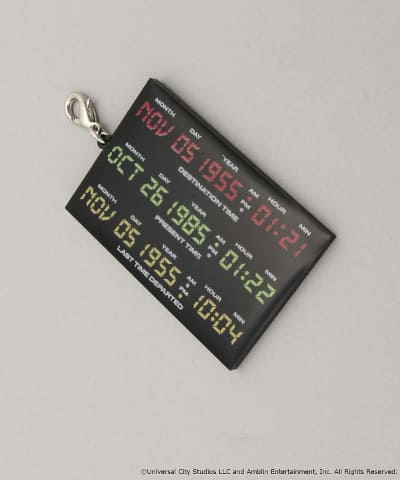 MONTH DAY YEAR AM HOUR MIN
NOV 05 1955 PM 01:21
DESTINATION TIME
MONTH DAY YEAR AM HOUR MIN
OCT 26 1985 PM 01:22
PRESENT TIME
MONTH DAY YEAR AM HOUR MIN
NOV 05 1955 PM 10:04
LAST TIME DEPARTED
©Universal City Studios LLC and Amblin Entertainment, Inc. All Rights Reserved.